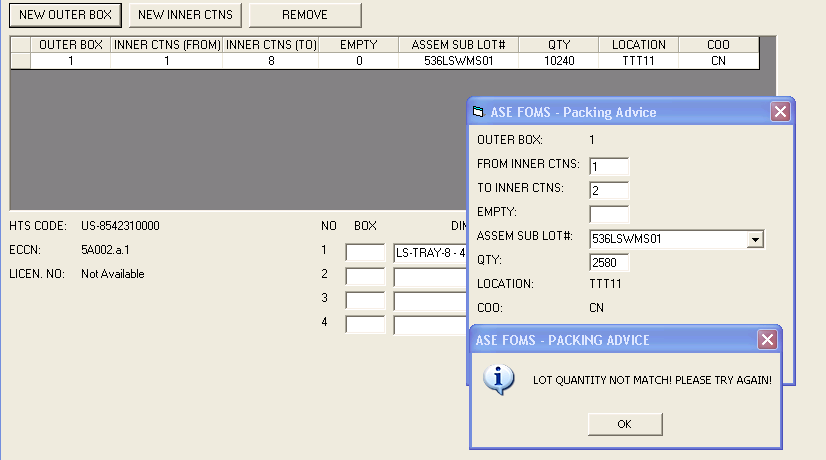 NEW OUTER BOX NEW INNER CTNS REMOVE
OUTER BOX INNER CTNS (FROM) INNER CTNS (TO) EMPTY ASSEM SUB LOT# QTY LOCATION COO
1 1 8 0 536LSWMS01 10240 TTT11 CN
HTS CODE: US-8542310000
ECCN: 5A002.a.1
LICEN. NO: Not Available
NO BOX
1 LS-TRAY-8 - 4
2
3
4
ASE FOMS - Packing Advice
OUTER BOX: 1
FROM INNER CTNS: 1
TO INNER CTNS: 2
EMPTY:
ASSEM SUB LOT#: 536LSWMS01
QTY: 2580
LOCATION: TTT11
COO: CN
ASE FOMS - PACKING ADVICE
LOT QUANTITY NOT MATCH! PLEASE TRY AGAIN!
OK